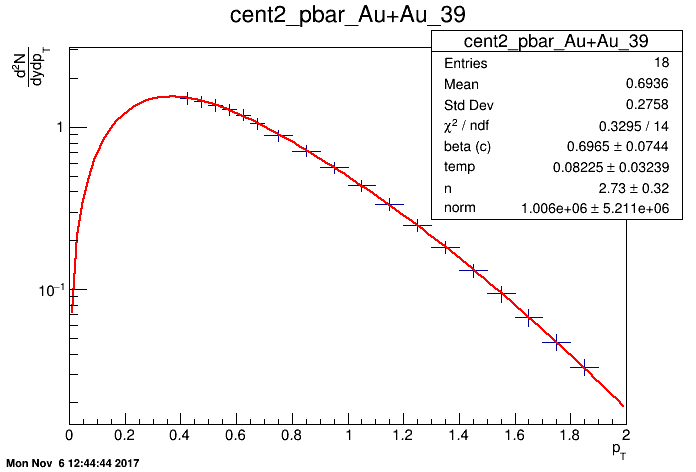 cent2_pbar_Au+Au_39
cent2_pbar_Au+Au_39
Entries 18
Mean 0.6936
Std Dev 0.2758
χ² / ndf 0.3295 / 14
beta (c) 0.6965 ± 0.0744
temp 0.08225 ± 0.03239
n 2.73 ± 0.32
norm 1.006e+06 ± 5.211e+06
d²N
dydp_T
1
10⁻¹
0 0.2 0.4 0.6 0.8 1 1.2 1.4 1.6 1.8 2
p_T
Mon Nov 6 12:44:44 2017